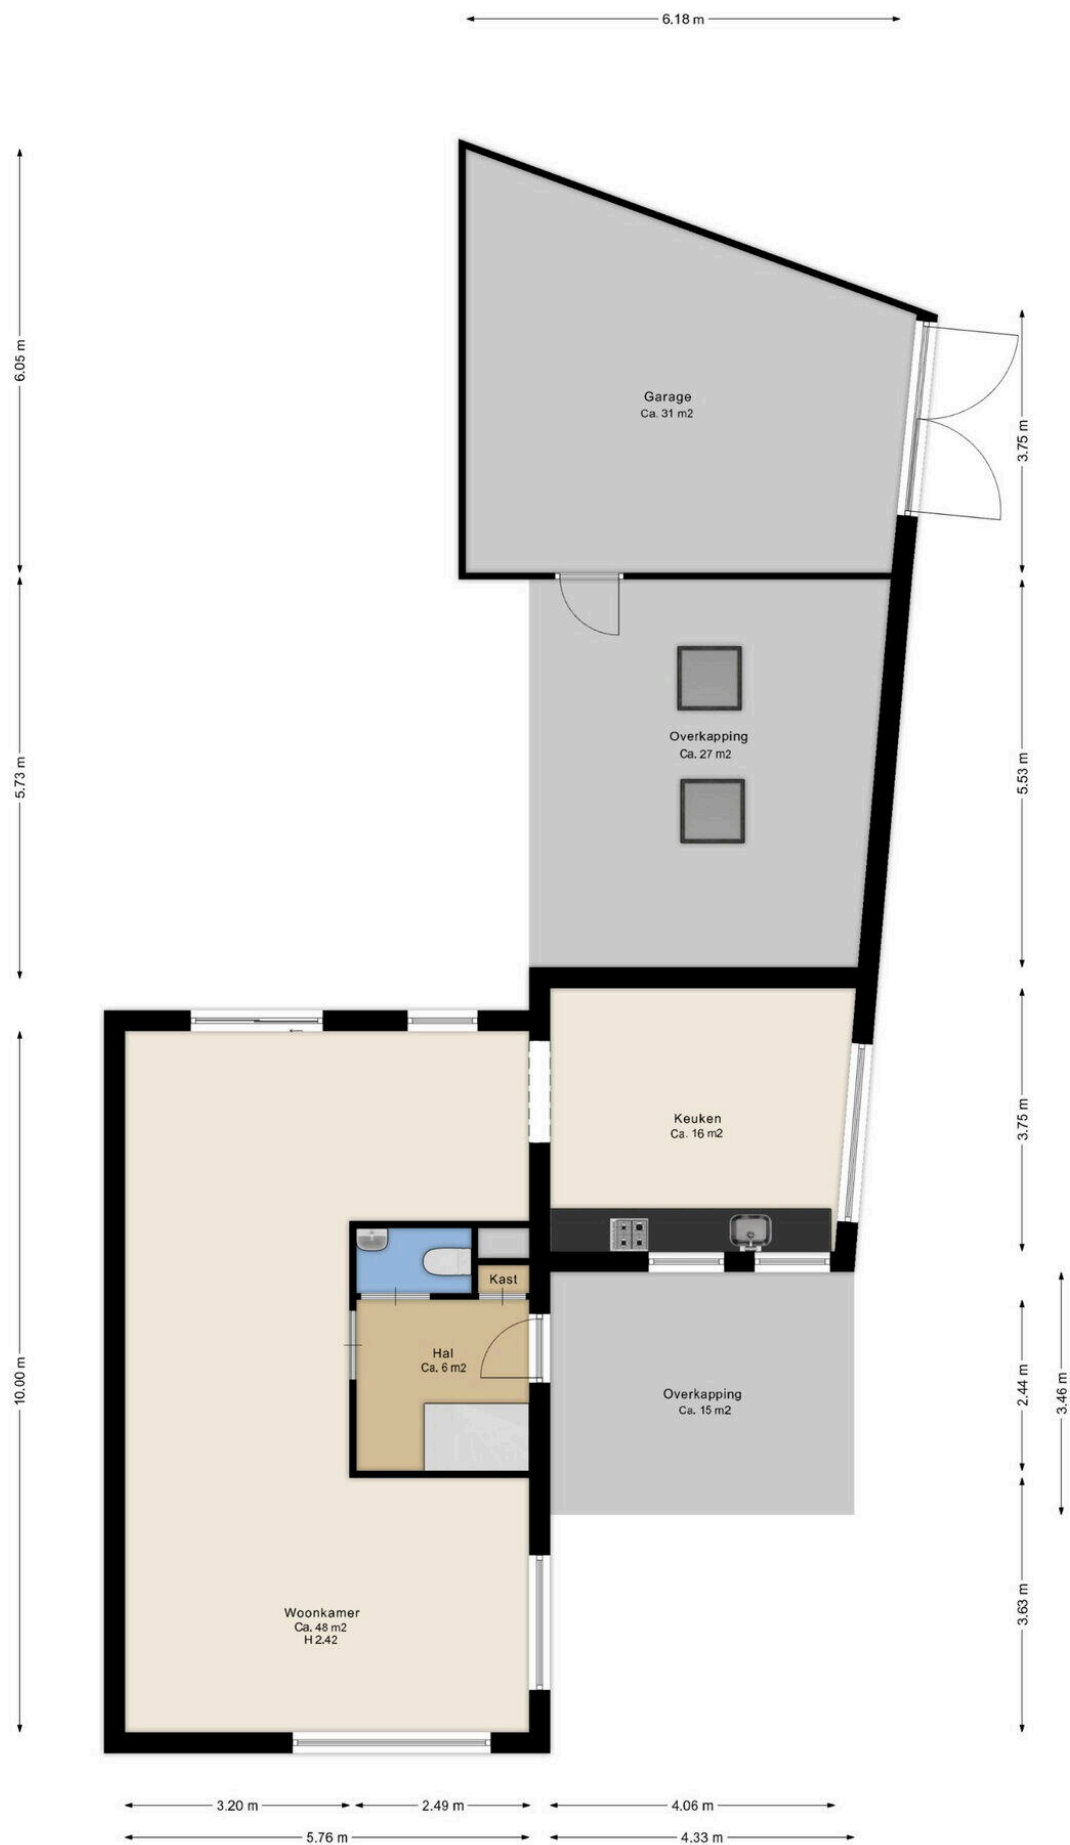 6.18 m
6.05 m
3.75 m
Garage
Ca. 31 m2
5.73 m
5.53 m
Overkapping
Ca. 27 m2
Keuken
Ca. 16 m2
3.75 m
Kast
Hal
Ca. 6 m2
10.00 m
Overkapping
Ca. 15 m2
2.44 m
3.46 m
Woonkamer
Ca. 48 m2
H 2.42
3.63 m
3.20 m
2.49 m
4.06 m
5.76 m
4.33 m